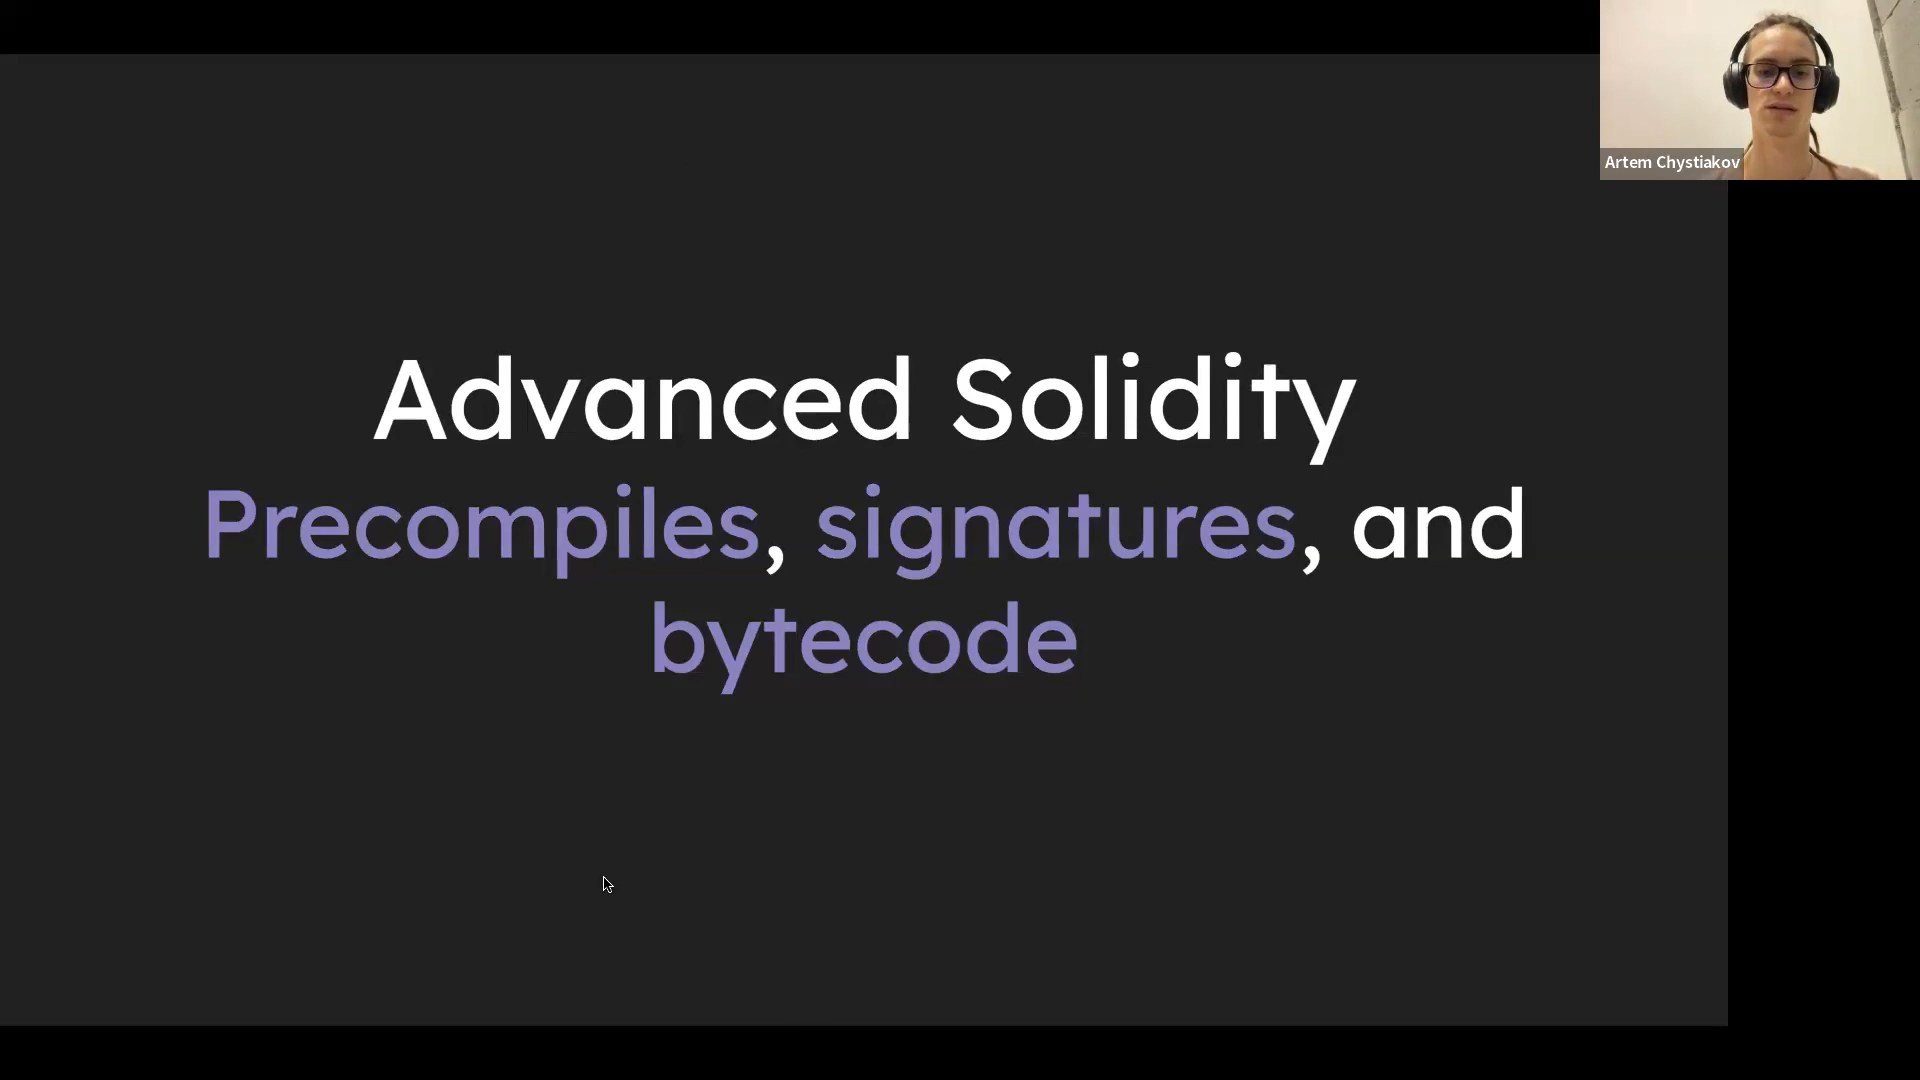 Artem Chystiakov
Advanced Solidity
Precompiles, signatures, and
bytecode